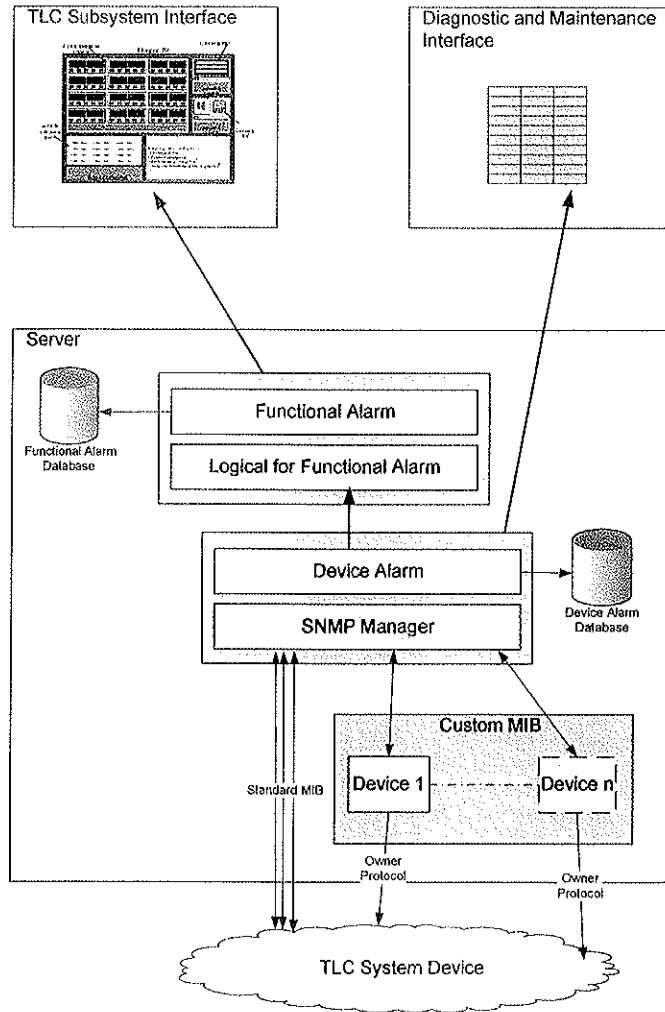 TLC Subsystem Interface
Diagnostic and Maintenance
Interface
Server
Functional Alarm
Functional Alarm
Database
Logical for Functional Alarm
Device Alarm
Device Alarm
Database
SNMP Manager
Custom MIB
Device 1
Device n
Standard MIB
Owner
Protocol
Owner
Protocol
TLC System Device